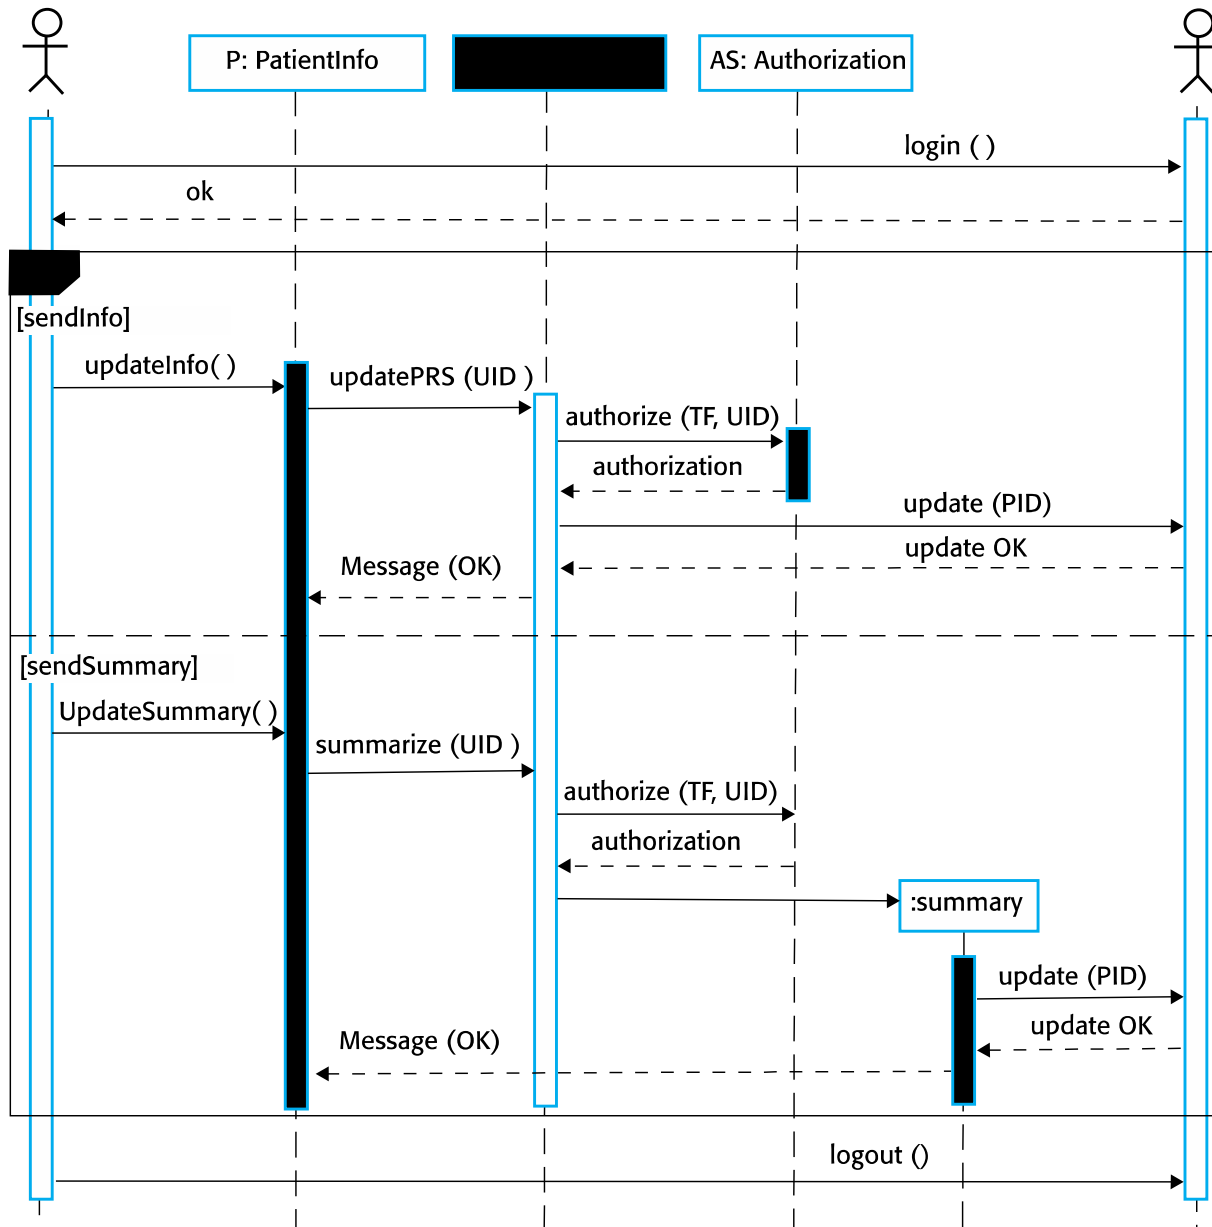 P: PatientInfo
AS: Authorization
login ( )
ok
[sendInfo]
updateInfo( )
updatePRS (UID )
authorize (TF, UID)
authorization
update (PID)
update OK
Message (OK)
[sendSummary]
UpdateSummary( )
summarize (UID )
authorize (TF, UID)
authorization
:summary
update (PID)
update OK
Message (OK)
logout ()